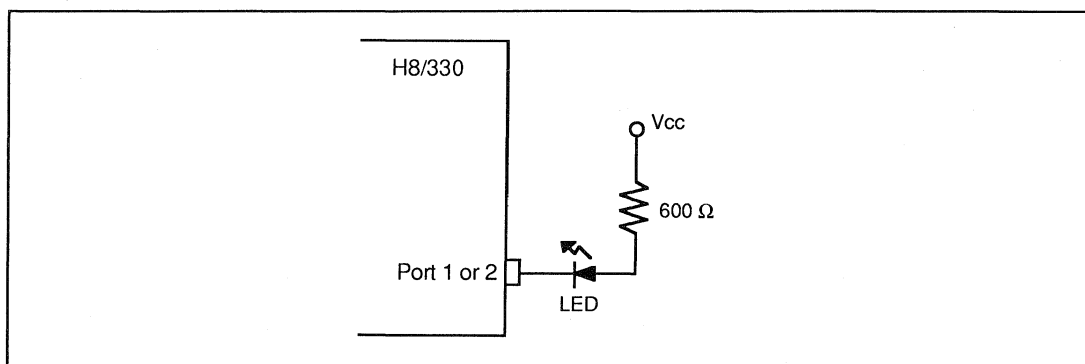 H8/330
Vcc
600 Ω
Port 1 or 2
LED